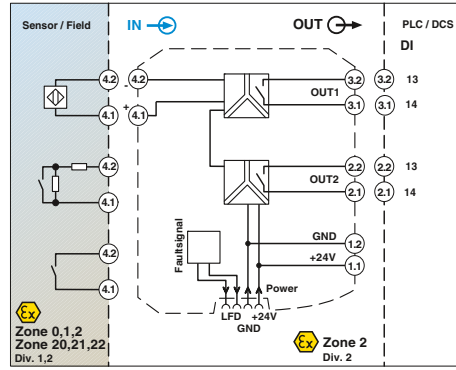 Sensor / Field
IN
OUT
PLC / DCS
DI
4.2
4.2
-
3.2
3.2
13
OUT1
4.1
+
4.1
3.1
3.1
14
4.2
2.2
2.2
13
OUT2
4.1
2.1
2.1
14
Faultsignal
GND
1.2
4.2
+24V
1.1
4.1
Power
LFD
+24V
GND
Ex
Zone 0,1,2
Zone 20,21,22
Div. 1,2
Ex
Zone 2
Div. 2